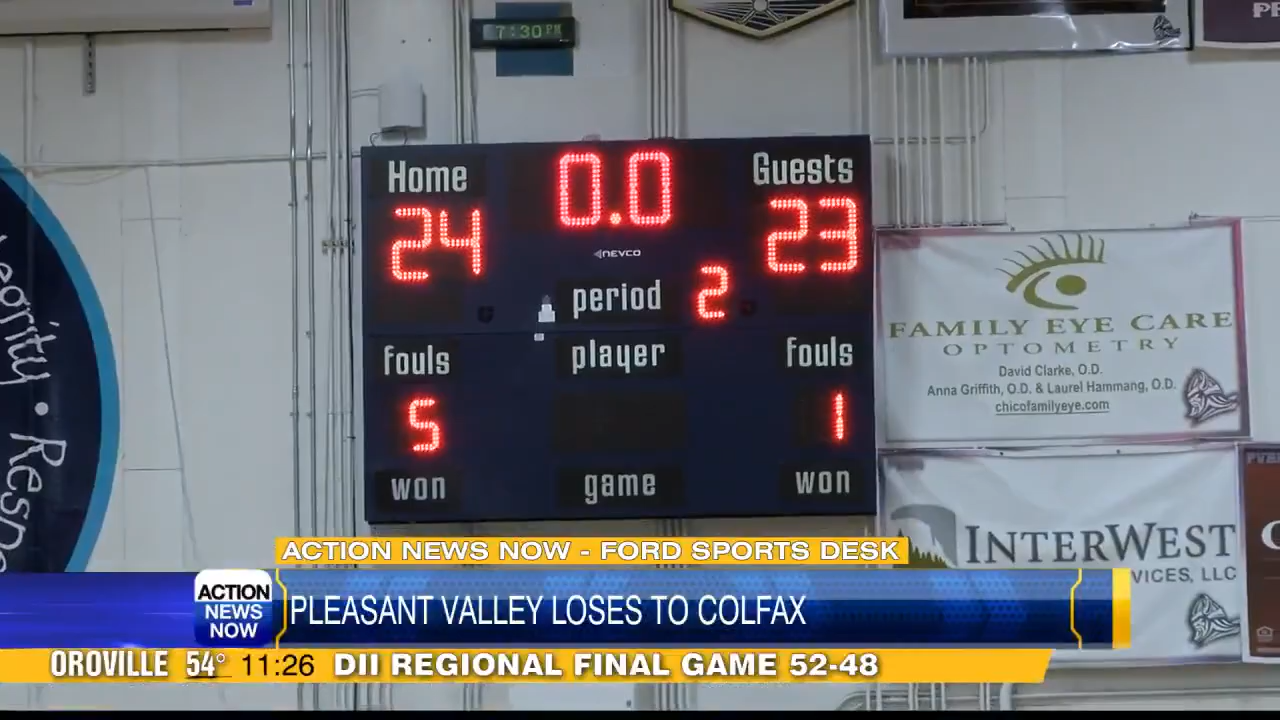 7:30 PM
Home
0.0
Guests
24
23
NEVCO
period 2
fouls
player
fouls
5
1
won
game
won
egrity • Respe
FAMILY EYE CARE
OPTOMETRY
David Clarke, O.D.
Anna Griffith, O.D. & Laurel Hammang, O.D.
chicofamilyeye.com
INTERWEST
VICES, LLC
ACTION NEWS NOW - FORD SPORTS DESK
ACTION
NEWS
NOW
PLEASANT VALLEY LOSES TO COLFAX
OROVILLE 54° 11:26 DII REGIONAL FINAL GAME 52-48